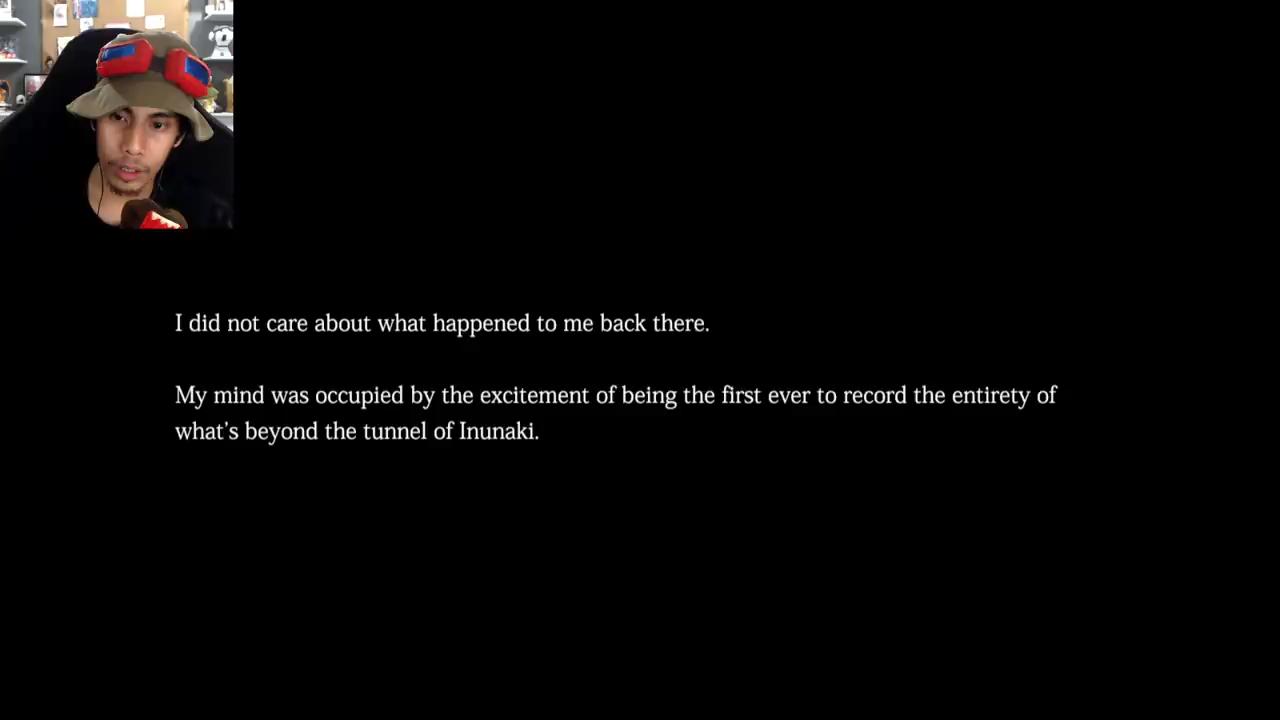 I did not care about what happened to me back there.
My mind was occupied by the excitement of being the first ever to record the entirety of
what's beyond the tunnel of Inunaki.